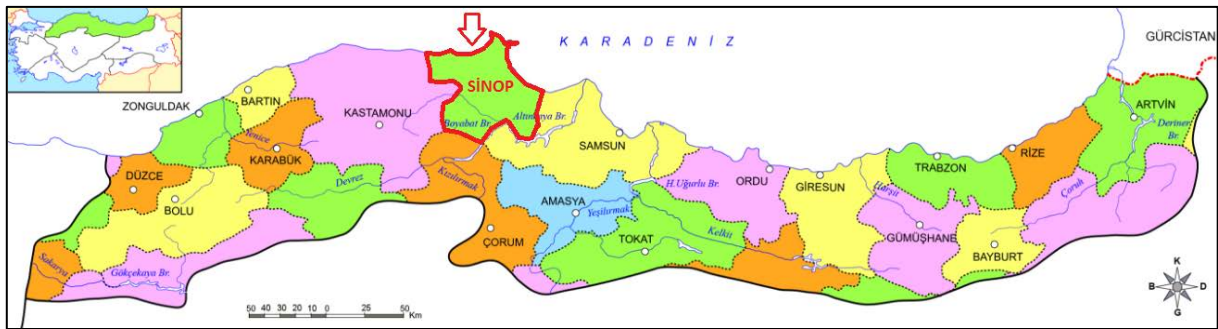 KARADENİZ
GÜRCİSTAN
SİNOP
ZONGULDAK
BARTIN
KASTAMONU
ARTVİN
Boyabat Br.
Altınkaya Br.
Deriner Br.
Yenice
KARABÜK
SAMSUN
TRABZON
RİZE
DÜZCE
Devrez
Kızılırmak
H.Uğurlu Br.
ORDU
GİRESUN
Harşit
Çoruh
BOLU
AMASYA
Yeşilırmak
Kelkit
GÜMÜŞHANE
ÇORUM
TOKAT
BAYBURT
Sakarya
Gökçekaya Br.
K
B D
G
50 40 30 20 10 0 25 50
Km